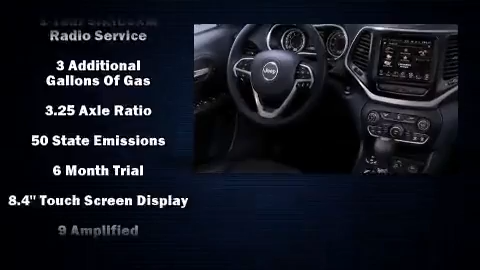 Radio Service
3 Additional
Gallons Of Gas
3.25 Axle Ratio
50 State Emissions
6 Month Trial
8.4" Touch Screen Display
9 Amplified
Jeep